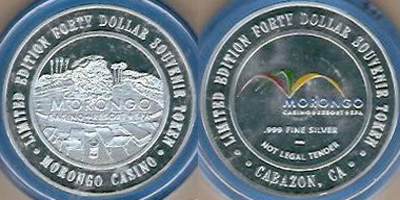 LIMITED EDITION FORTY DOLLAR SOUVENIR TOKEN
MORONGO
CASINO • RESORT • SPA
• MORONGO CASINO •
LIMITED EDITION FORTY DOLLAR SOUVENIR TOKEN
MORONGO
CASINO • RESORT • SPA
.999 FINE SILVER
NOT LEGAL TENDER
• CABAZON, CA •